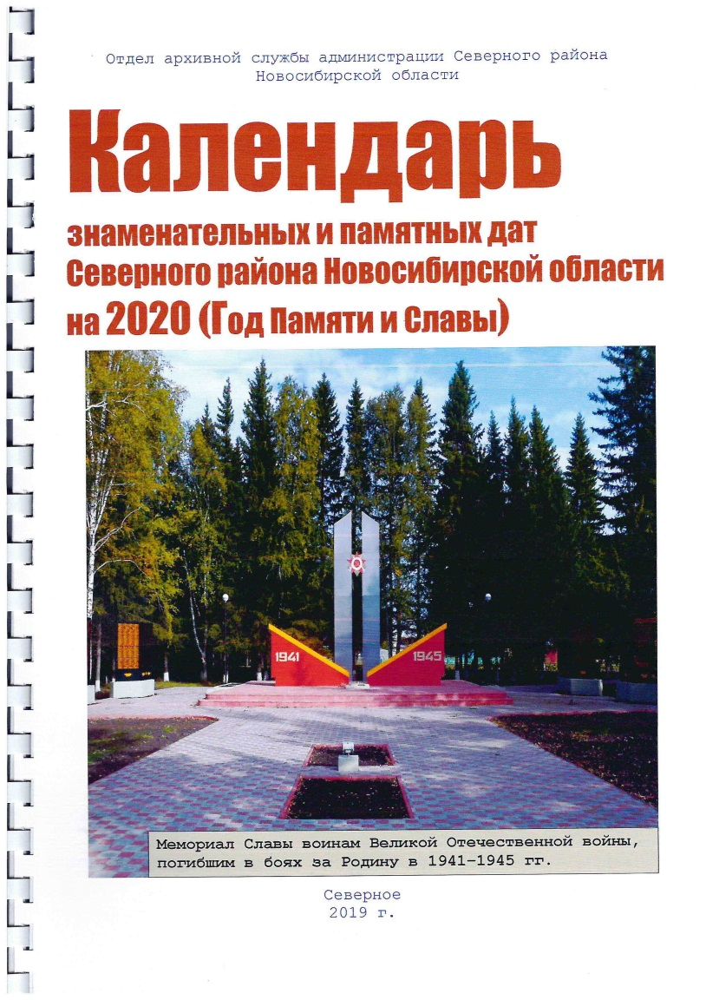 Отдел архивной службы администрации Северного района
Новосибирской области
Календарь
знаменательных и памятных дат
Северного района Новосибирской области
на 2020 (Год Памяти и Славы)
1941
1945
Мемориал Славы воинам Великой Отечественной войны,
погибшим в боях за Родину в 1941-1945 гг.
Северное
2019 г.